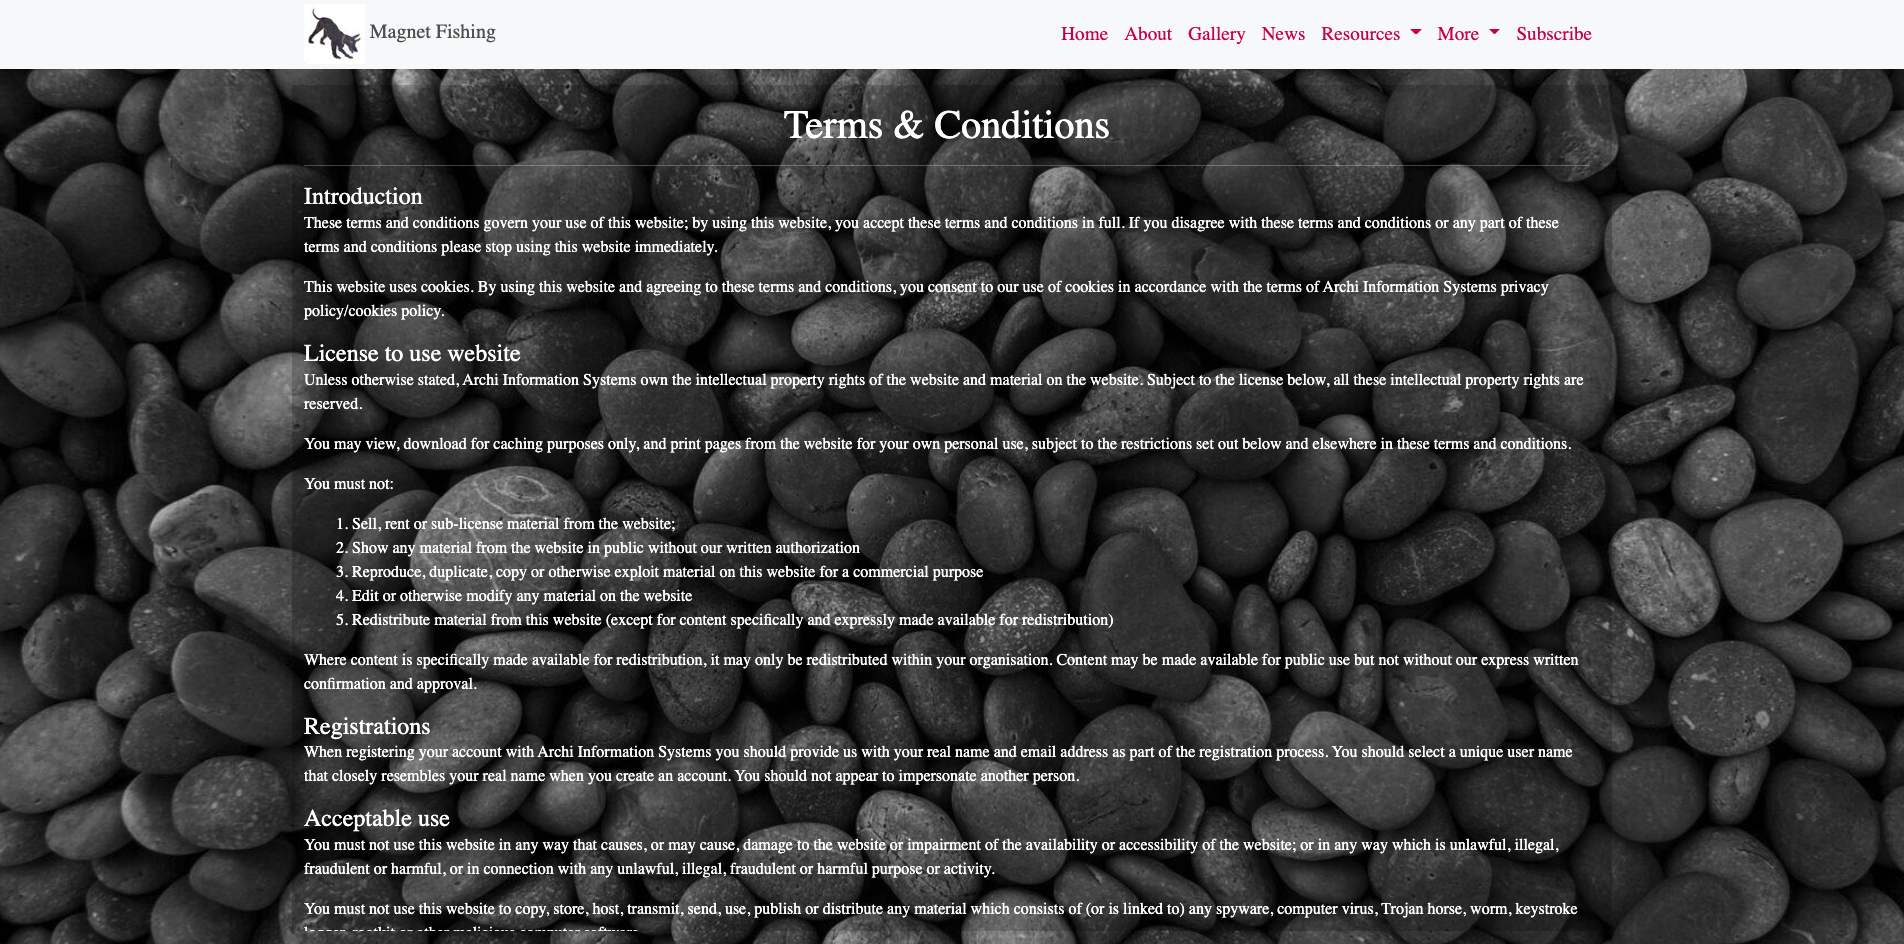 Magnet Fishing
Home About Gallery News Resources More Subscribe
Terms & Conditions
Introduction
These terms and conditions govern your use of this website; by using this website, you accept these terms and conditions in full. If you disagree with these terms and conditions or any part of these
terms and conditions please stop using this website immediately.
This website uses cookies. By using this website and agreeing to these terms and conditions, you consent to our use of cookies in accordance with the terms of Archi Information Systems privacy
policy/cookies policy.
License to use website
Unless otherwise stated, Archi Information Systems own the intellectual property rights of the website and material on the website. Subject to the license below, all these intellectual property rights are
reserved.
You may view, download for caching purposes only, and print pages from the website for your own personal use, subject to the restrictions set out below and elsewhere in these terms and conditions.
You must not:
1. Sell, rent or sub-license material from the website;
2. Show any material from the website in public without our written authorization
3. Reproduce, duplicate, copy or otherwise exploit material on this website for a commercial purpose
4. Edit or otherwise modify any material on the website
5. Redistribute material from this website (except for content specifically and expressly made available for redistribution)
Where content is specifically made available for redistribution, it may only be redistributed within your organisation. Content may be made available for public use but not without our express written
confirmation and approval.
Registrations
When registering your account with Archi Information Systems you should provide us with your real name and email address as part of the registration process. You should select a unique user name
that closely resembles your real name when you create an account. You should not appear to impersonate another person.
Acceptable use
You must not use this website in any way that causes, or may cause, damage to the website or impairment of the availability or accessibility of the website; or in any way which is unlawful, illegal,
fraudulent or harmful, or in connection with any unlawful, illegal, fraudulent or harmful purpose or activity.
You must not use this website to copy, store, host, transmit, send, use, publish or distribute any material which consists of (or is linked to) any spyware, computer virus, Trojan horse, worm, keystroke